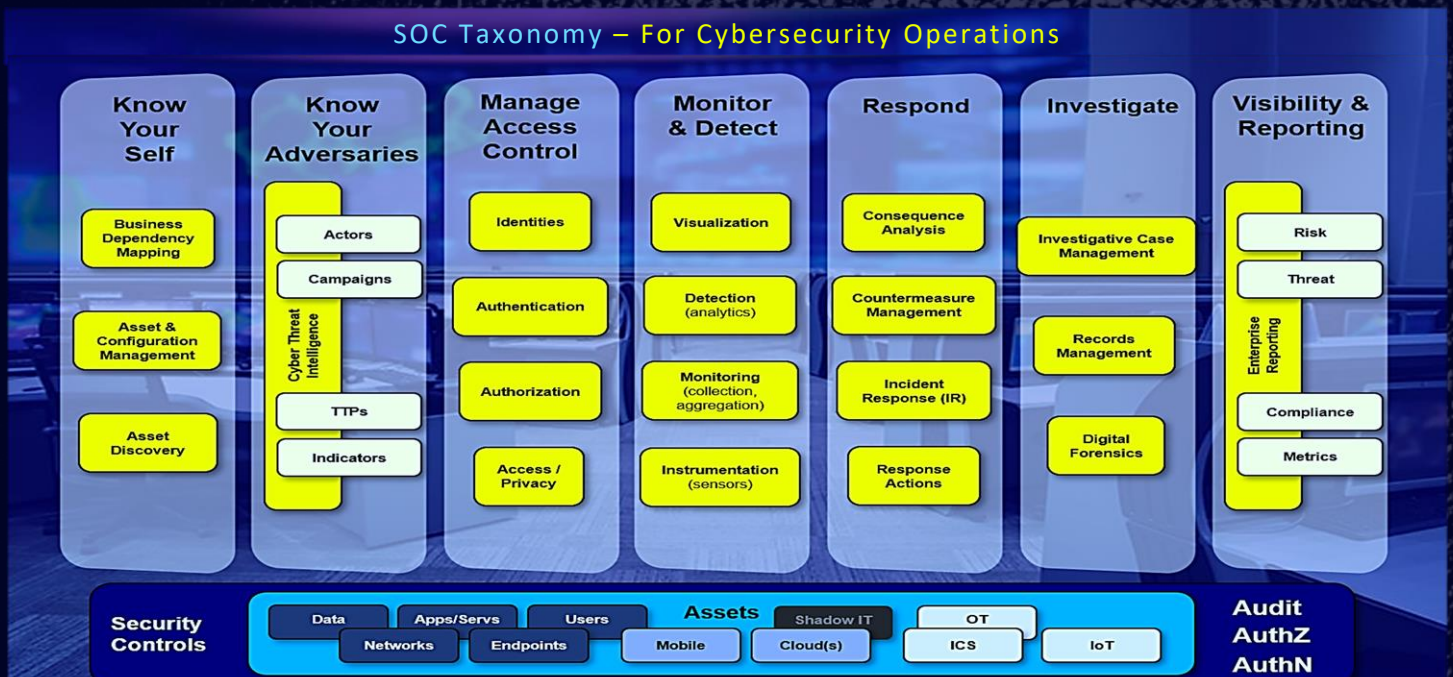 SOC Taxonomy – For Cybersecurity Operations
Know
Your
Self
Business
Dependency
Mapping
Asset &
Configuration
Management
Asset
Discovery
Know
Your
Adversaries
Cyber Threat
Intelligence
Actors
Campaigns
TTPs
Indicators
Manage
Access
Control
Identities
Authentication
Authorization
Access /
Privacy
Monitor
& Detect
Visualization
Detection
(analytics)
Monitoring
(collection,
aggregation)
Instrumentation
(sensors)
Respond
Consequence
Analysis
Countermeasure
Management
Incident
Response (IR)
Response
Actions
Investigate
Investigative Case
Management
Records
Management
Digital
Forensics
Visibility &
Reporting
Enterprise
Reporting
Risk
Threat
Compliance
Metrics
Security
Controls
Assets
Data
Apps/Servs
Users
Shadow IT
OT
Networks
Endpoints
Mobile
Cloud(s)
ICS
IoT
Audit
AuthZ
AuthN